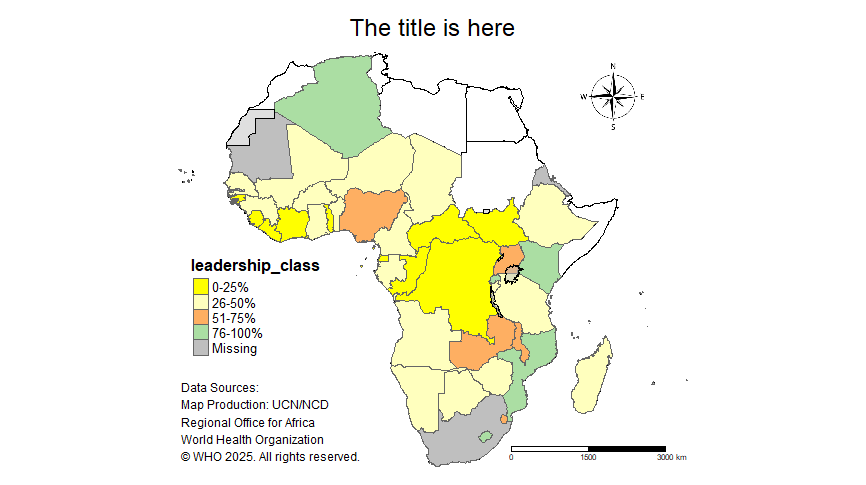 The title is here
N
W E
S
leadership_class
0-25%
26-50%
51-75%
76-100%
Missing
Data Sources:
Map Production: UCN/NCD
Regional Office for Africa
World Health Organization
© WHO 2025. All rights reserved.
0 1500 3000 km